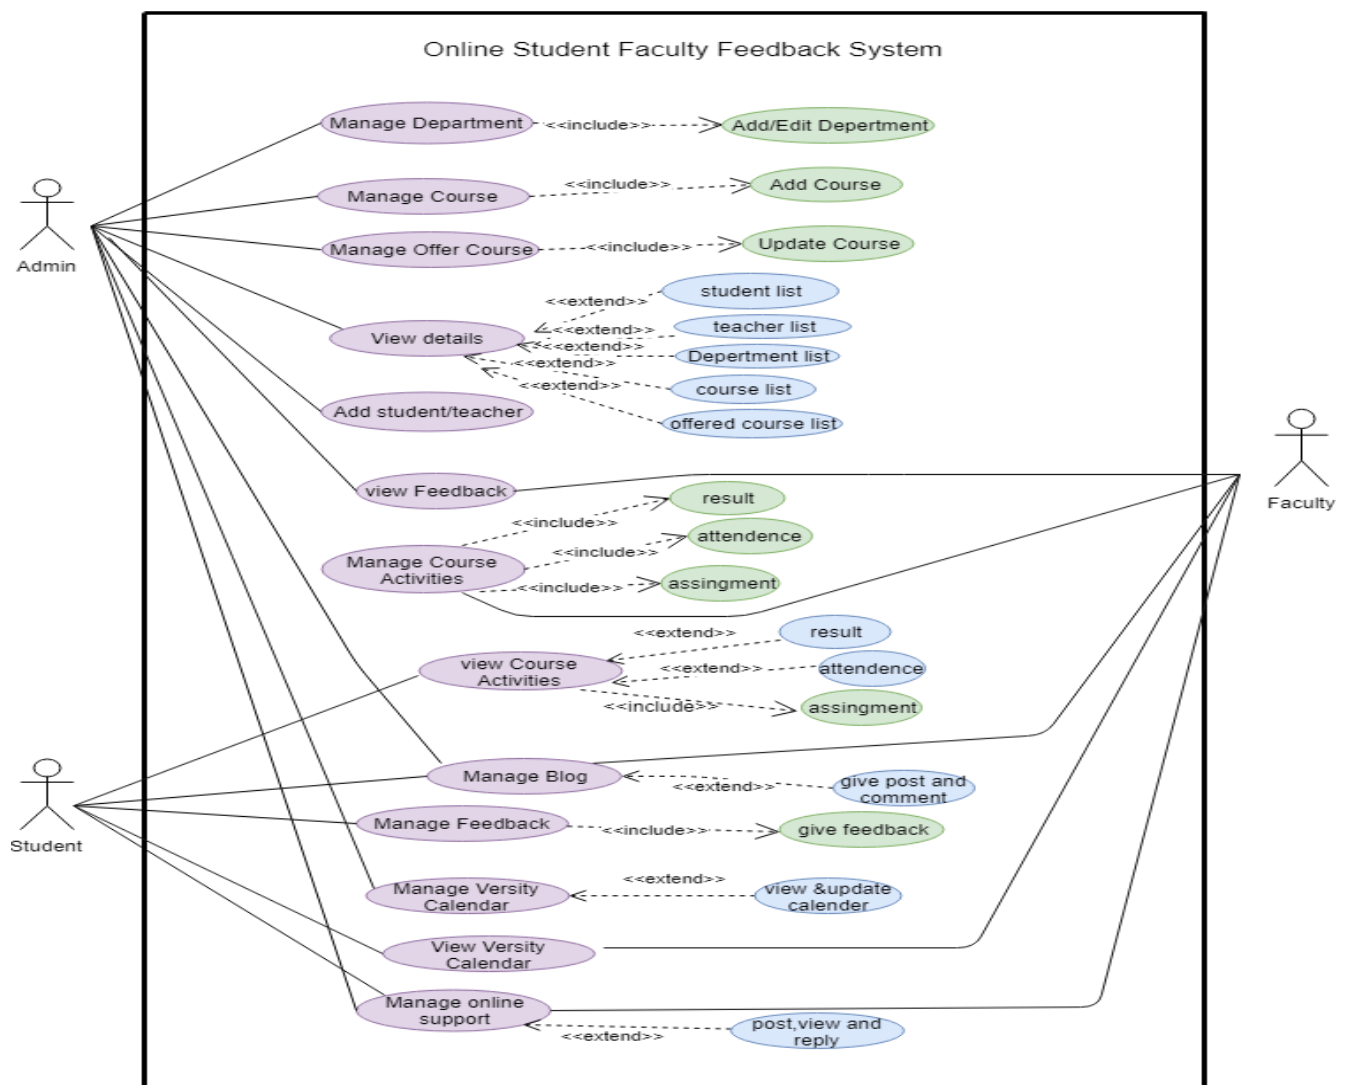 Online Student Faculty Feedback System
Manage Department
<<include>>
Add/Edit Depertment
Manage Course
<<include>>
Add Course
Manage Offer Course
<<include>>
Update Course
Admin
View details
<<extend>>
student list
<<extend>>
teacher list
<<extend>>
Depertment list
<<extend>>
course list
<<extend>>
offered course list
Add student/teacher
view Feedback
Faculty
Manage Course
Activities
<<include>>
result
<<include>>
attendence
<<include>>
assingment
view Course
Activities
<<extend>>
result
<<extend>>
attendence
<<include>>
assingment
Student
Manage Blog
<<extend>>
give post and
comment
Manage Feedback
<<include>>
give feedback
Manage Versity
Calendar
<<extend>>
view &update
calender
View Versity
Calendar
Manage online
support
<<extend>>
post,view and
reply